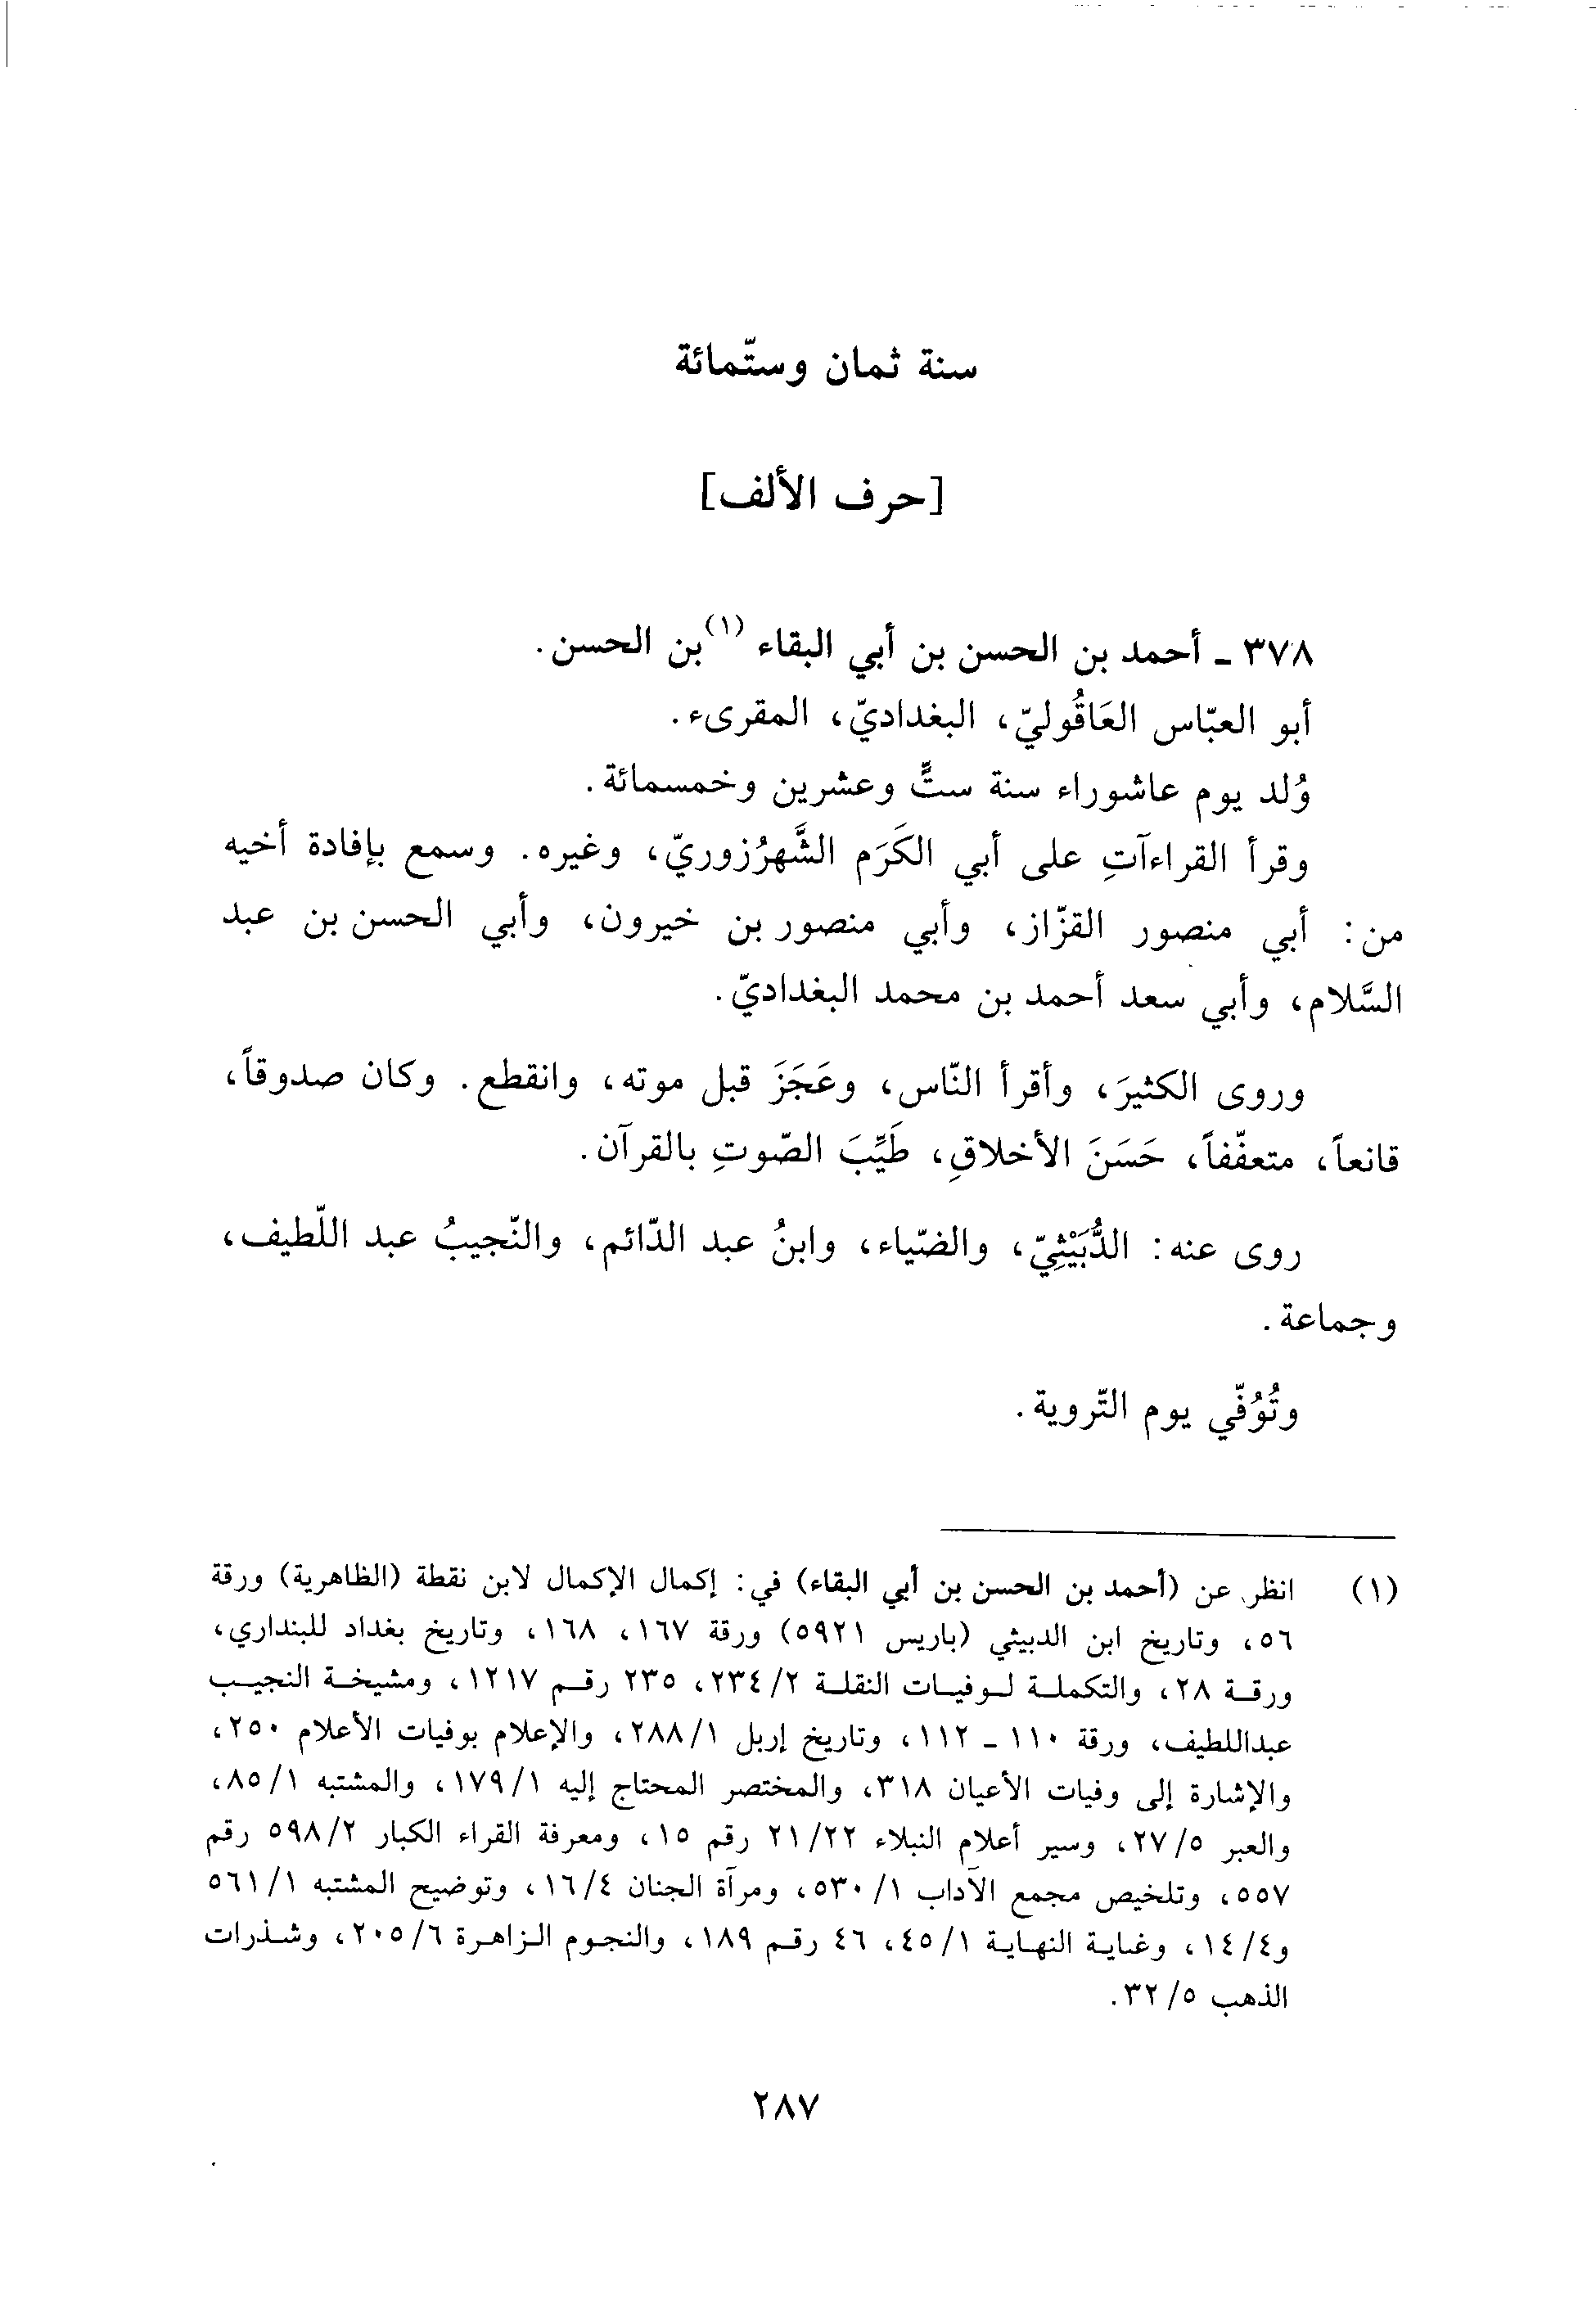 سنة ثمان وستّمائة
[حرف الألف]
٣٧٨ ـ أحمد بن الحسن بن أبي البقاء (١) بن الحسن.
أبو العبّاس العَاقُوليّ، البغداديّ، المقرىء.
وُلد يوم عاشوراء سنة ستٍّ وعشرين وخمسمائة.
وقرأ القراءآتِ على أبي الكَرَم الشَّهرُزوريّ، وغيره. وسمع بإفادة أخيه
من: أبي منصور القزّاز، وأبي منصور بن خيرون، وأبي الحسن بن عبد
السَّلام، وأبي سعد أحمد بن محمد البغداديّ.
وروى الكثيرَ، وأقرأ النّاس، وعَجَزَ قبل موته، وانقطع. وكان صدوقاً،
قانعاً، متعفّفاً، حَسَنَ الأخلاقِ، طَيِّبَ الصّوتِ بالقرآن.
روى عنه: الدُّبَيْثِيّ، والضّياء، وابنُ عبد الدّائم، والنّجيبُ عبد اللّطيف،
وجماعة.
وتُوُفّي يوم التّروية.
(١) انظر عن (أحمد بن الحسن بن أبي البقاء) في: إكمال الإكمال لابن نقطة (الظاهرية) ورقة
٥٦، وتاريخ ابن الدبيثي (باريس ٥٩٢١) ورقة ١٦٧، ١٦٨، وتاريخ بغداد للبنداري،
ورقة ٢٨، والتكملة لوفيات النقلة ٢/ ٢٣٤، ٢٣٥ رقم ١٢١٧، ومشيخة النجيب
عبداللطيف، ورقة ١١٠ ـ ١١٢، وتاريخ إربل ١/ ٢٨٨، والإعلام بوفيات الأعلام ٢٥٠،
والإشارة إلى وفيات الأعيان ٣١٨، والمختصر المحتاج إليه ١/ ١٧٩، والمشتبه ١/ ٨٥،
والعبر ٥/ ٢٧، وسير أعلام النبلاء ٢٢/ ٢١ رقم ١٥، ومعرفة القراء الكبار ٢/ ٥٩٨ رقم
٥٥٧، وتلخيص مجمع الآداب ١/ ٥٣٠، ومرآة الجنان ٤/ ١٦، وتوضيح المشتبه ١/ ٥٦١
و٤/ ١٤، وغاية النهاية ١/ ٤٥، ٤٦ رقم ١٨٩، والنجوم الزاهرة ٦/ ٢٠٥، وشذرات
الذهب ٥/ ٣٢.
٢٨٧